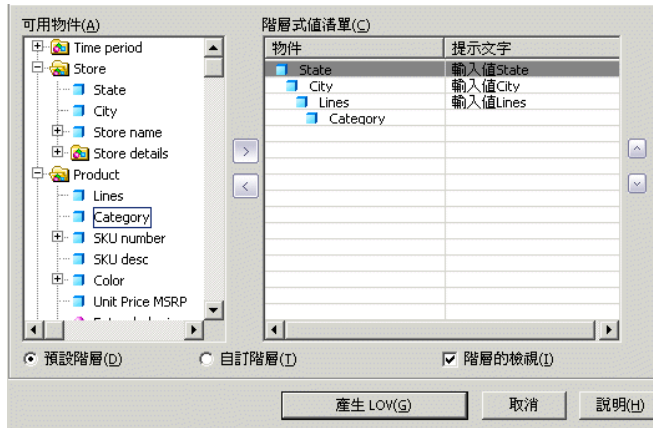 可用物件(A)
Time period
Store
State
City
Store name
Store details
Product
Lines
Category
SKU number
SKU desc
Color
Unit Price MSRP
階層式值清單(C)
物件 提示文字
State 輸入值State
City 輸入值City
Lines 輸入值Lines
Category
預設階層(D) 自訂階層(T) 階層的檢視(I)
產生 LOV(G) 取消 說明(H)